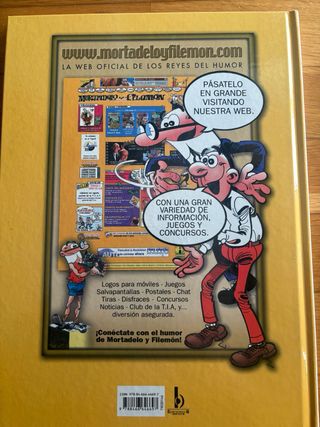 www.mortadeloyfilemon.com
LA WEB OFICIAL DE LOS REYES DEL HUMOR
MORTADELO Y FILEMON
PÁSATELO
EN GRANDE
VISITANDO
NUESTRA WEB.
CON UNA GRAN
VARIEDAD DE
INFORMACIÓN,
JUEGOS Y
CONCURSOS.
Logos para móviles - Juegos
Salvapantallas - Postales - Chat
Tiras - Disfraces - Concursos
Noticias - Club de la T.I.A, y...
diversión asegurada.
¡Conéctate con el humor
de Mortadelo y Filemón!